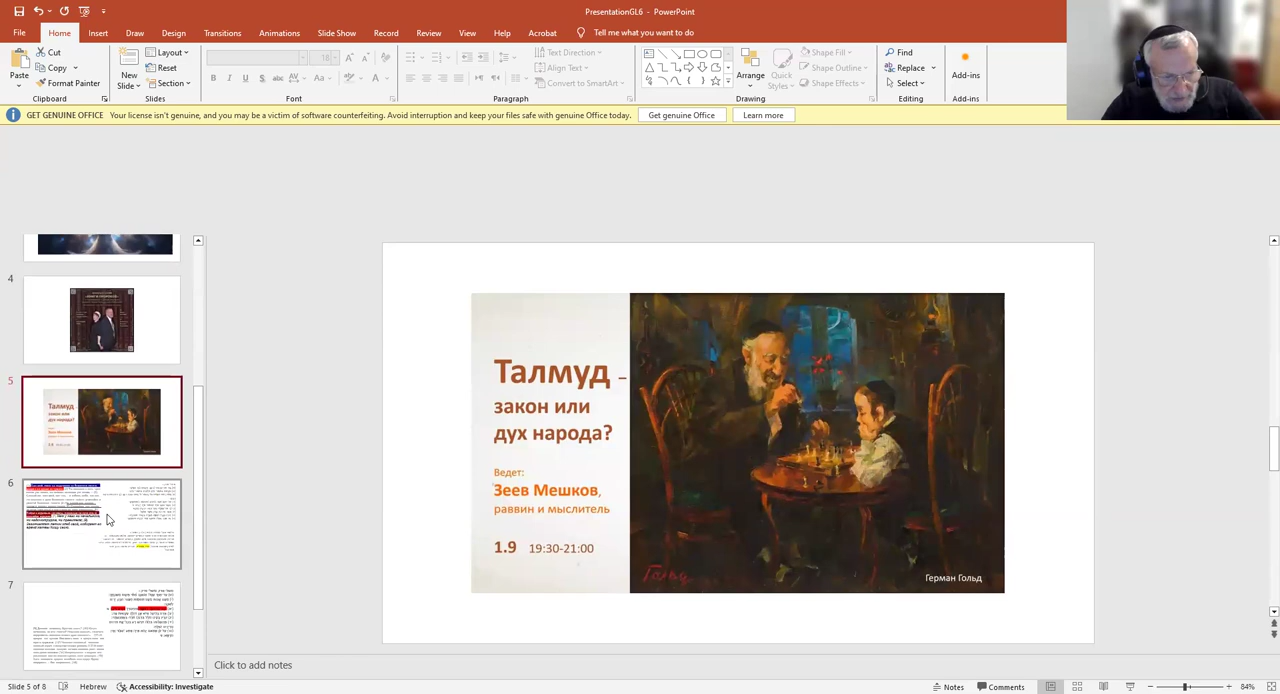 PresentationGL6 - PowerPoint
File Home Insert Draw Design Transitions Animations Slide Show Record Review View Help Acrobat Tell me what you want to do
Paste
Cut
Copy
Format Painter
Clipboard
New
Slide
Layout
Reset
Section
Slides
18
B I U S abc AV Aa A
Font
Text Direction
Align Text
Convert to SmartArt
Paragraph
Arrange
Quick
Styles
Shape Fill
Shape Outline
Shape Effects
Drawing
Find
Replace
Select
Editing
Add-ins
Add-ins
GET GENUINE OFFICE Your license isn't genuine, and you may be a victim of software counterfeiting. Avoid interruption and keep your files safe with genuine Office today. Get genuine Office Learn more
4
5
6
7
Талмуд –
закон или
дух народа?
Ведет:
Зеев Мешков,
раввин и мыслитель
1.9 19:30-21:00
Гольд
Герман Гольд
Click to add notes
Slide 5 of 8 Hebrew Accessibility: Investigate Notes Comments 84%